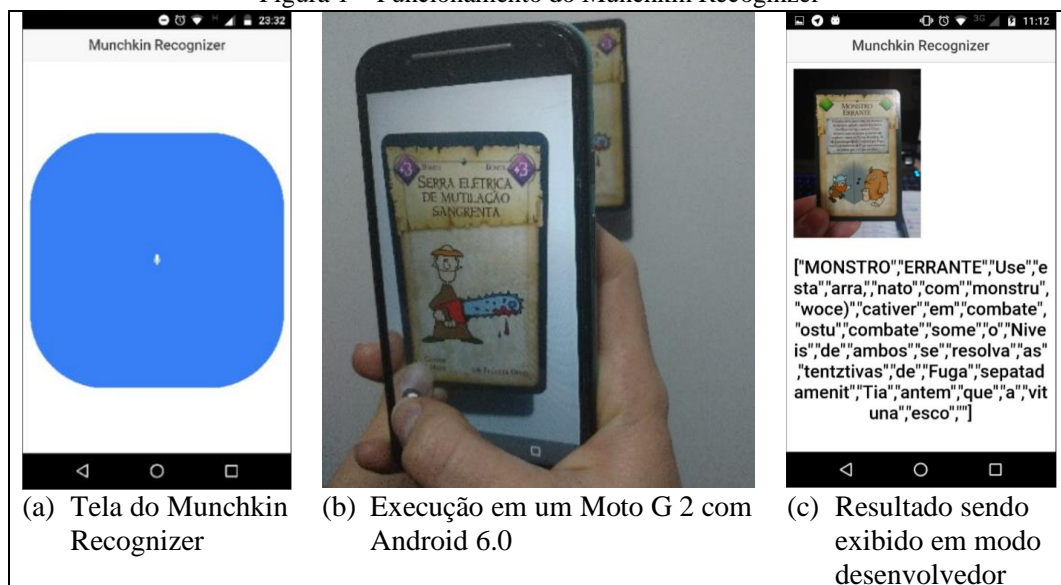 Figura 1 – Funcionamento do Munchkin Recognizer
23:32
Munchkin Recognizer
+3
BÔNUS
BÔNUS
+3
SERRA ELÉTRICA
DE MUTILAÇÃO
SANGRENTA
3G
11:12
Munchkin Recognizer
MONSTRO
ERRANTE
["MONSTRO","ERRANTE","Use","e
sta","arra,","nato","com","monstru",
"woce)","cativer","em","combate",
"ostu","combate","some","o","Nive
is","de","ambos","se","resolva","as"
,"tentztivas","de","Fuga","sepatad
amenit","Tia","antem","que","a","vit
una","esco",""]
(a) Tela do Munchkin
Recognizer
(b) Execução em um Moto G 2 com
Android 6.0
(c) Resultado sendo
exibido em modo
desenvolvedor